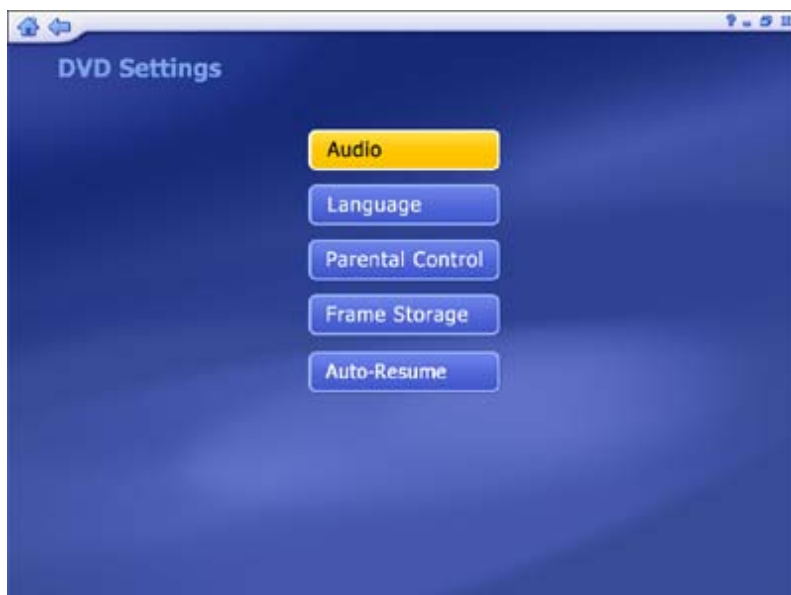 DVD Settings
Audio
Language
Parental Control
Frame Storage
Auto-Resume